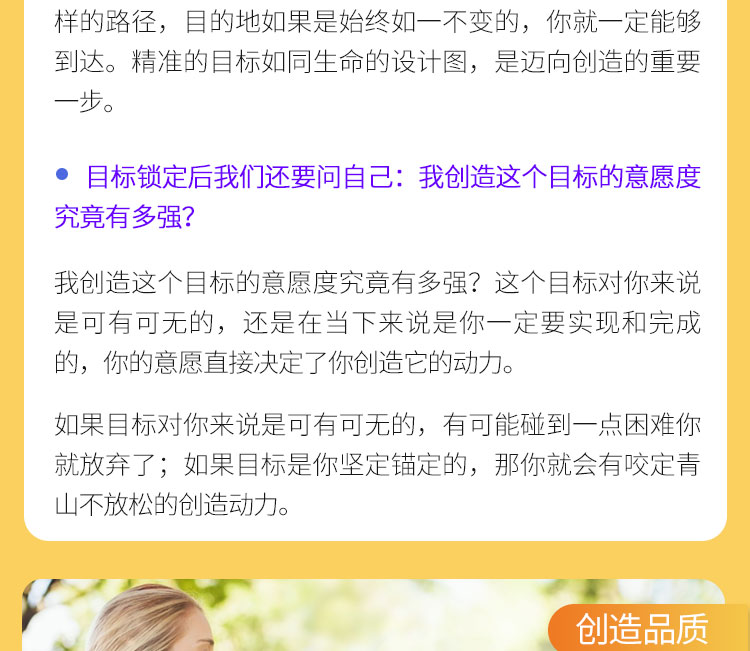 样的路径，目的地如果是始终如一不变的，你就一定能够
到达。精准的目标如同生命的设计图，是迈向创造的重要
一步。
目标锁定后我们还要问自己：我创造这个目标的意愿度
究竟有多强？
我创造这个目标的意愿度究竟有多强？这个目标对你来说
是可有可无的，还是在当下来说是你一定要实现和完成
的，你的意愿直接决定了你创造它的动力。
如果目标对你来说是可有可无的，有可能碰到一点困难你
就放弃了；如果目标是你坚定锚定的，那你就会有咬定青
山不放松的创造动力。
创造品质